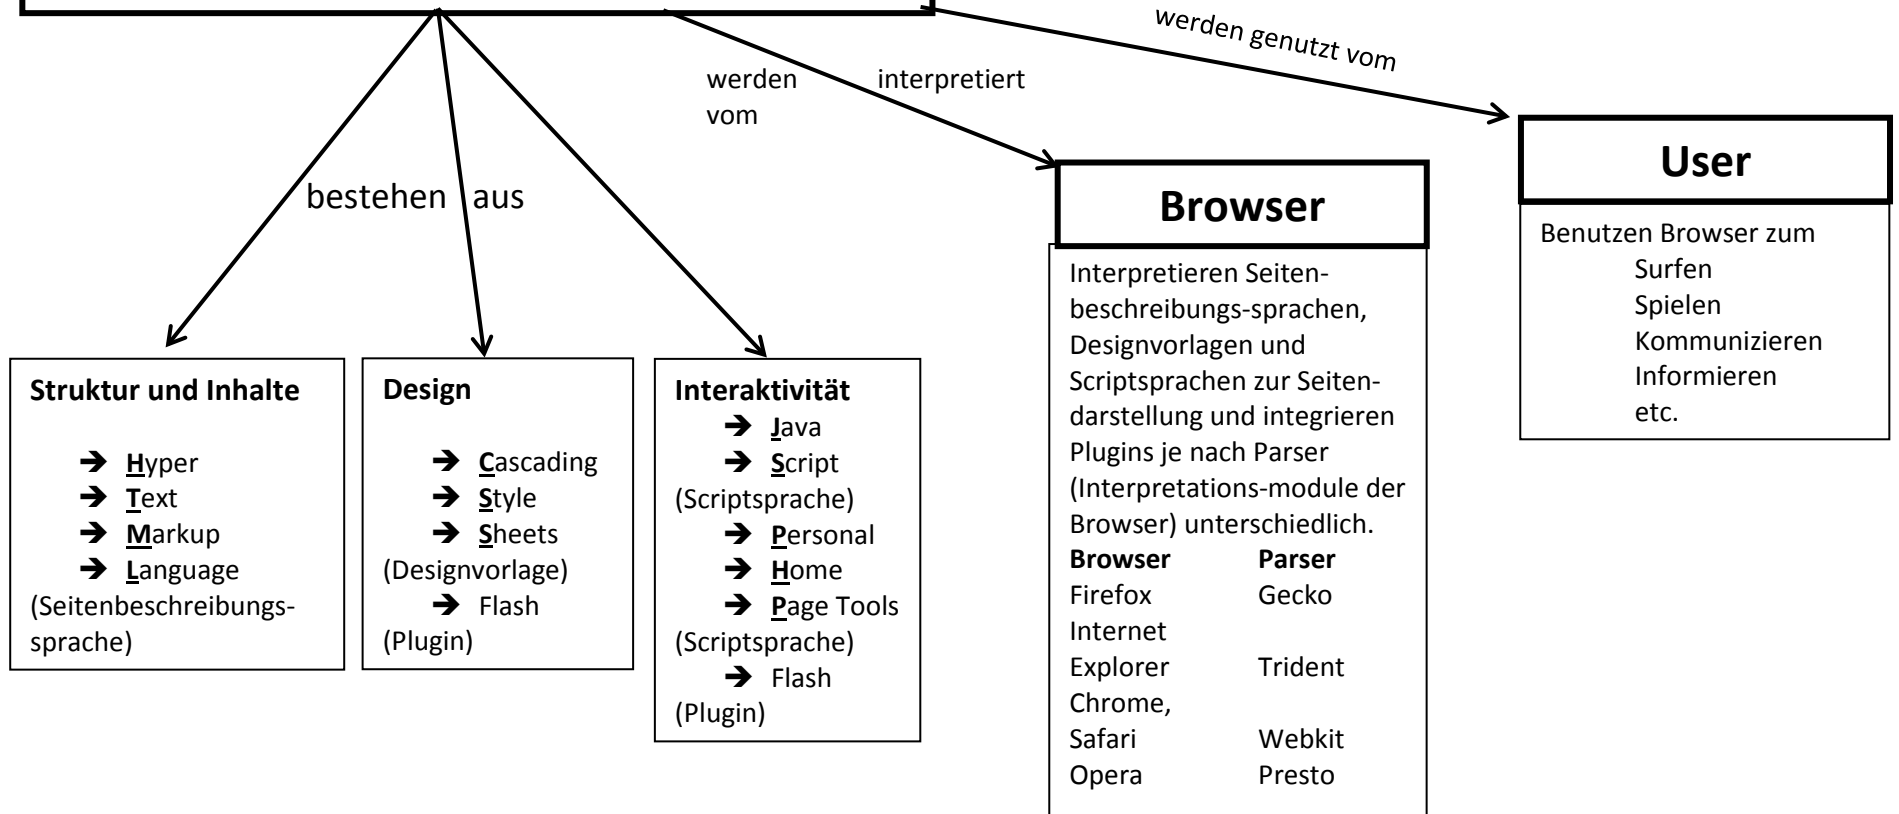 werden genutzt vom
werden interpretiert
vom
bestehen aus
Struktur und Inhalte
➔ Hyper
➔ Text
➔ Markup
➔ Language
(Seitenbeschreibungs-
sprache)
Design
➔ Cascading
➔ Style
➔ Sheets
(Designvorlage)
➔ Flash
(Plugin)
Interaktivität
➔ Java
➔ Script
(Scriptsprache)
➔ Personal
➔ Home
➔ Page Tools
(Scriptsprache)
➔ Flash
(Plugin)
Browser
Interpretieren Seiten-
beschreibungs-sprachen,
Designvorlagen und
Scriptsprachen zur Seiten-
darstellung und integrieren
Plugins je nach Parser
(Interpretations-module der
Browser) unterschiedlich.
Browser Parser
Firefox Gecko
Internet
Explorer Trident
Chrome,
Safari Webkit
Opera Presto
User
Benutzen Browser zum
Surfen
Spielen
Kommunizieren
Informieren
etc.